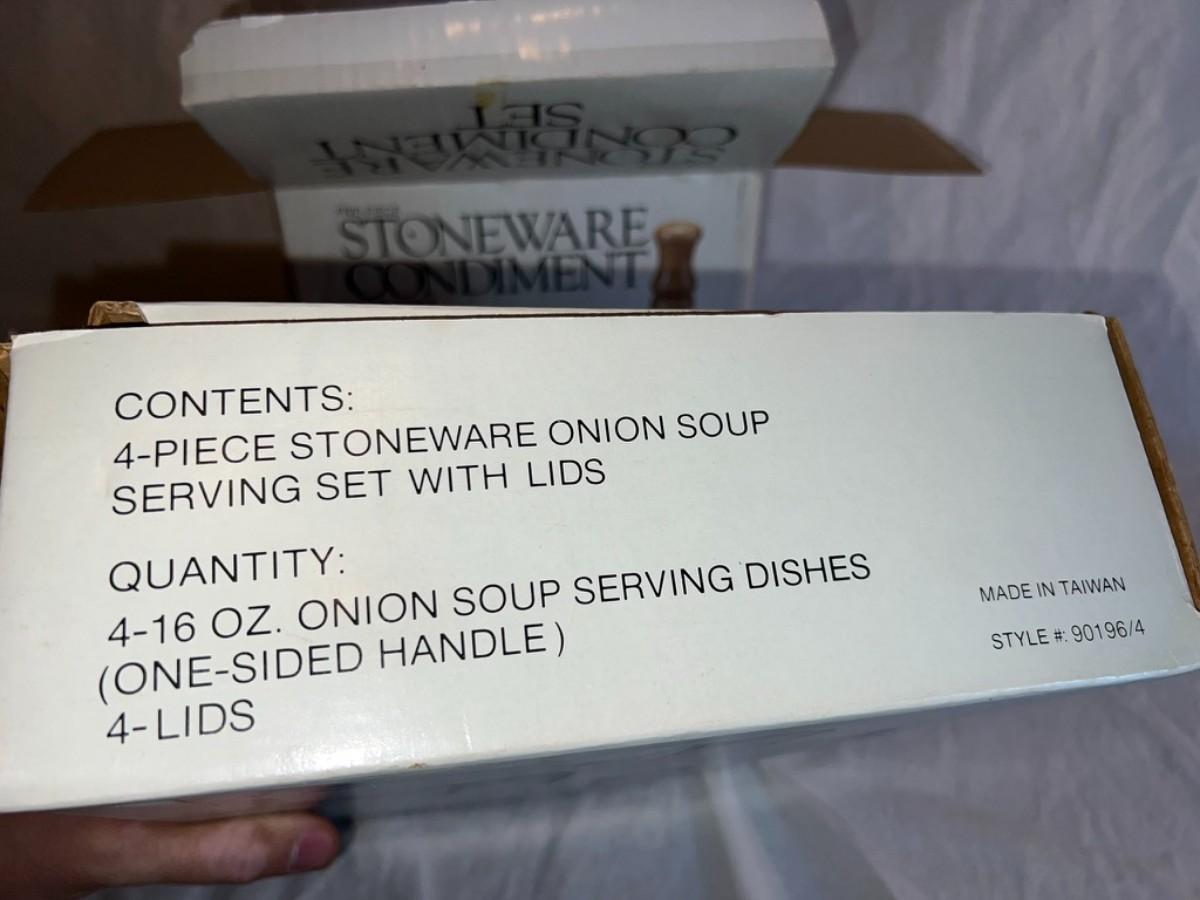 STONEWARE
CONDIMENT
SET
STONEWARE
CONDIMENT
CONTENTS:
4-PIECE STONEWARE ONION SOUP
SERVING SET WITH LIDS
QUANTITY:
4-16 OZ. ONION SOUP SERVING DISHES
(ONE-SIDED HANDLE)
4-LIDS
MADE IN TAIWAN
STYLE #: 90196/4